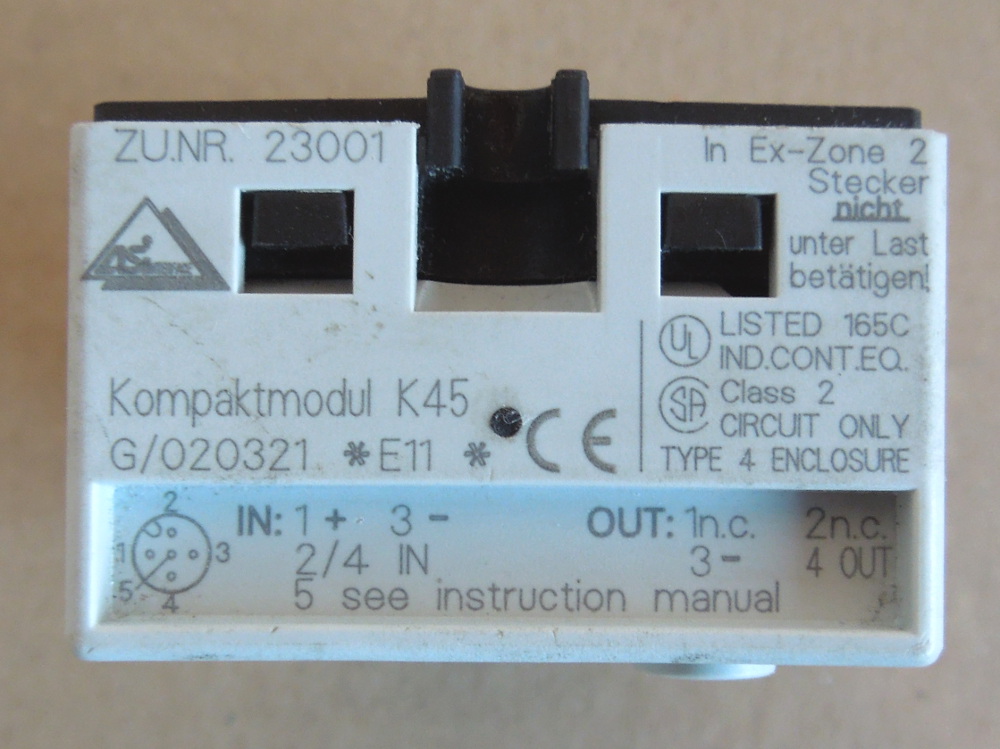 ZU.NR. 23001
In Ex-Zone 2
Stecker
nicht
unter Last
betätigen!
UL LISTED 165C
IND.CONT.EQ.
SA Class 2
CIRCUIT ONLY
TYPE 4 ENCLOSURE
Kompaktmodul K45
G/020321 *E11 * CE
2
1 3
5 4
IN: 1 + 3 -
2/4 IN
OUT: 1n.c. 2n.c.
3 - 4 OUT
5 see instruction manual